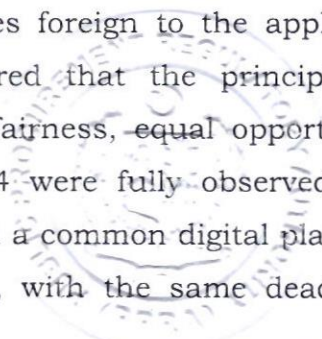 es foreign to the appl
red that the princip
fairness, equal opport
4 were fully observed
a common digital pla
, with the same dead